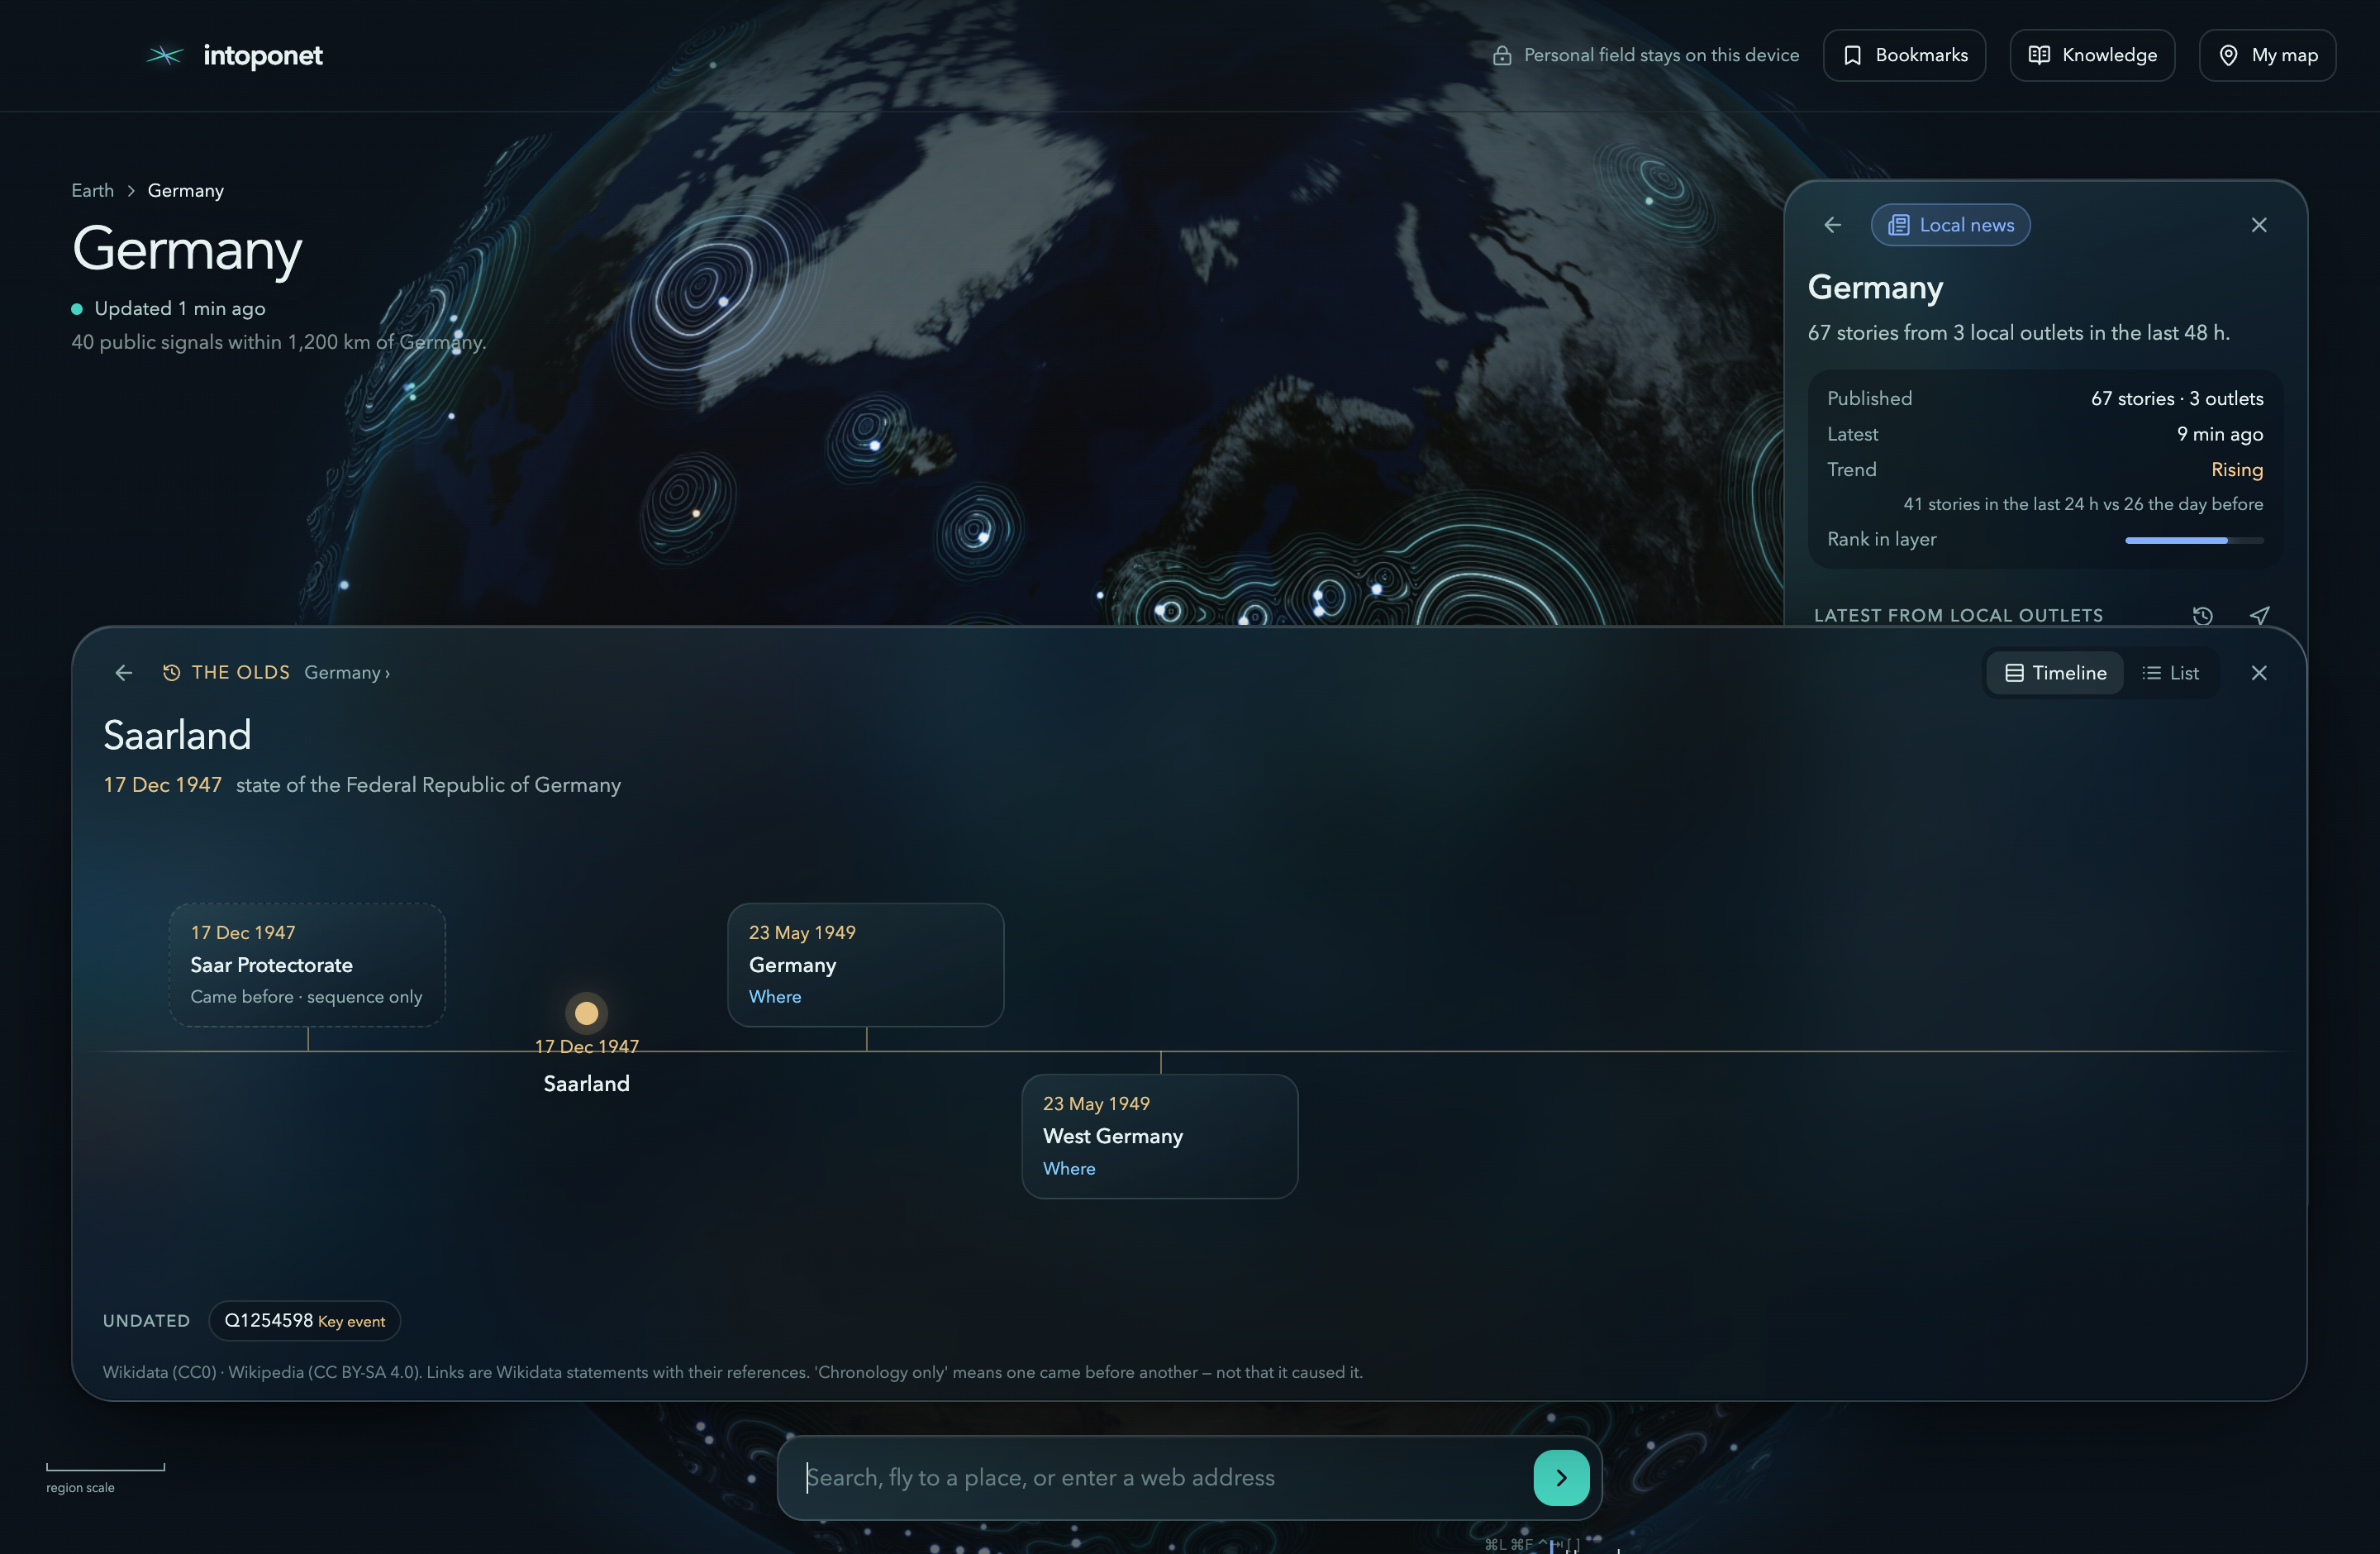 intoponet
Personal field stays on this device
Bookmarks
Knowledge
My map
Earth > Germany
Germany
Updated 1 min ago
40 public signals within 1,200 km of Germany.
Local news
Germany
67 stories from 3 local outlets in the last 48 h.
Published 67 stories · 3 outlets
Latest 9 min ago
Trend Rising
41 stories in the last 24 h vs 26 the day before
Rank in layer
LATEST FROM LOCAL OUTLETS
THE OLDS Germany ›
Timeline
List
Saarland
17 Dec 1947 state of the Federal Republic of Germany
17 Dec 1947
Saar Protectorate
Came before · sequence only
17 Dec 1947
Saarland
23 May 1949
Germany
Where
23 May 1949
West Germany
Where
UNDATED Q1254598 Key event
Wikidata (CC0) · Wikipedia (CC BY-SA 4.0). Links are Wikidata statements with their references. 'Chronology only' means one came before another – not that it caused it.
region scale
Search, fly to a place, or enter a web address
⌘L ⌘F